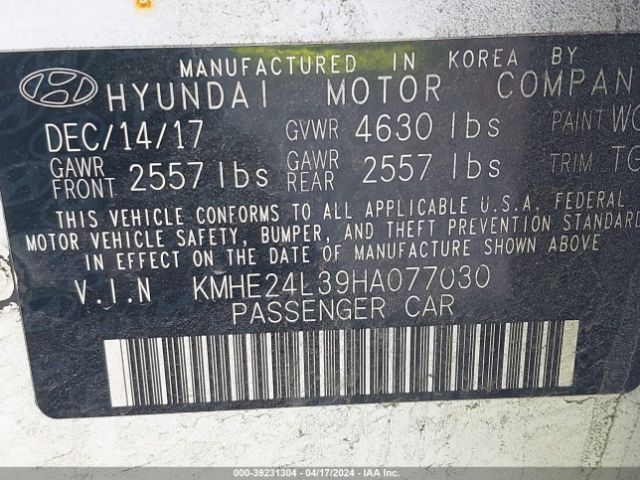 MANUFACTURED IN KOREA BY
HYUNDAI MOTOR COMPAN
DEC/14/17 GVWR 4630 lbs PAINT WO
GAWR FRONT 2557 lbs GAWR REAR 2557 lbs TRIM TO
THIS VEHICLE CONFORMS TO ALL APPLICABLE U.S.A. FEDERAL
MOTOR VEHICLE SAFETY, BUMPER, AND THEFT PREVENTION STANDARD
IN EFFECT ON THE DATE OF MANUFACTURE SHOWN ABOVE
V.I.N KMHE24L39HA077030
PASSENGER CAR
000-39231304 | 04/17/2024 | IAA Inc.